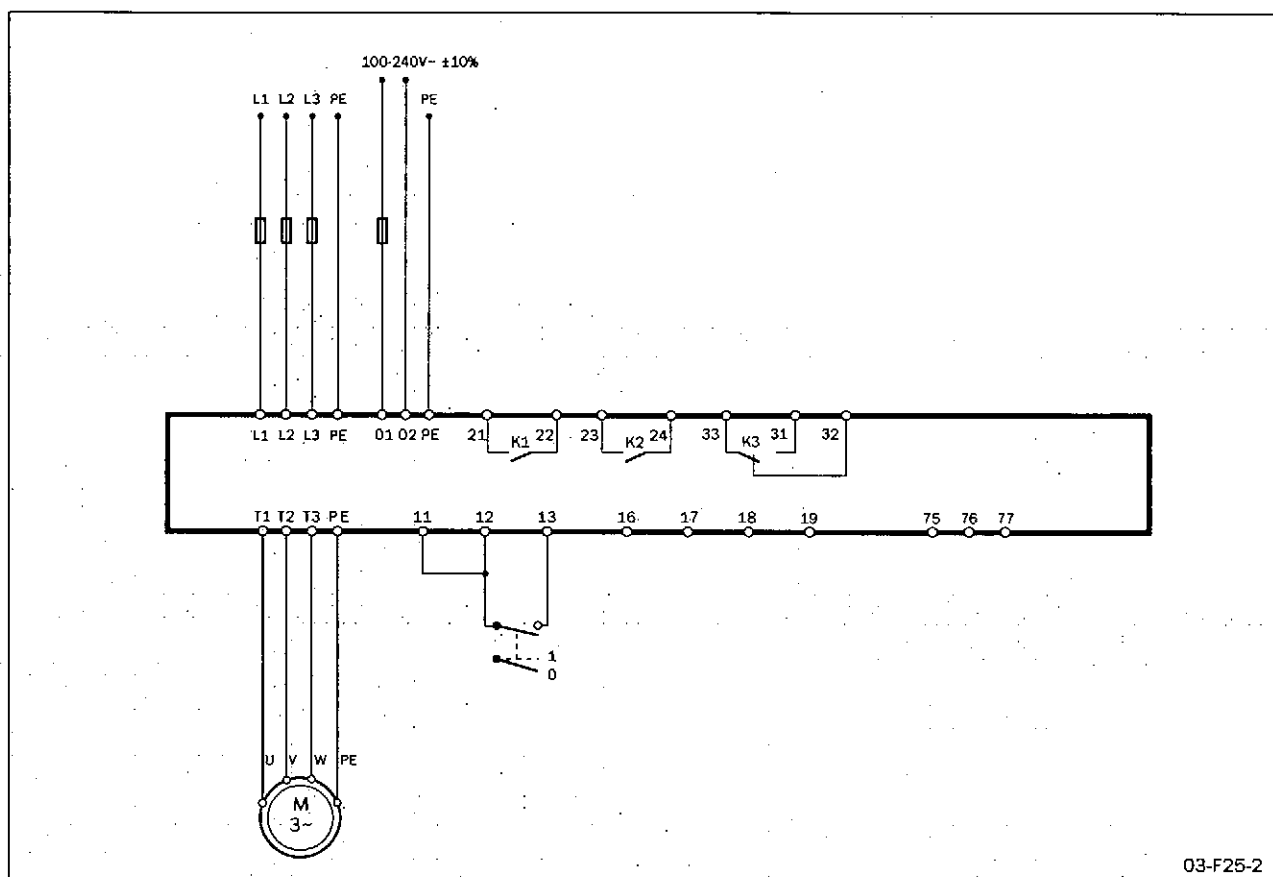 100-240V~ ±10%
L1 L2 L3 PE PE
L1 L2 L3 PE 01 02 PE 21 K1 22 23 K2 24 33 K3 31 32
T1 T2 T3 PE 11 12 13 16 17 18 19 75 76 77
1
0
U V W PE
M
3~
03-F25-2